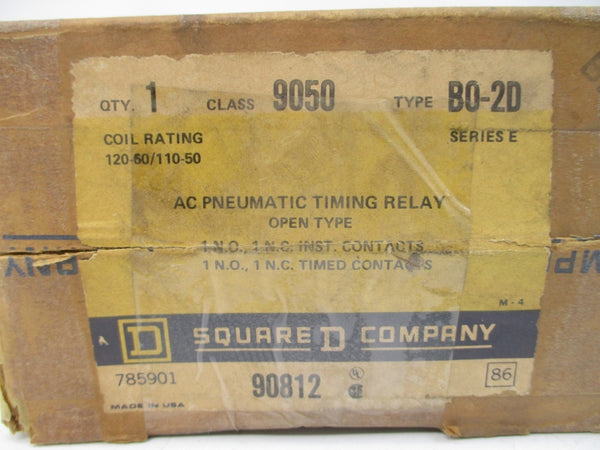 QTY. 1 CLASS 9050 TYPE BO-2D
COIL RATING SERIES E
120-60/110-50
AC PNEUMATIC TIMING RELAY
OPEN TYPE
1 N.O., 1 N.C. INST. CONTACTS
1 N.O., 1 N.C. TIMED CONTACTS
M-4
D SQUARE D COMPANY
785901 90812 86
MADE IN USA